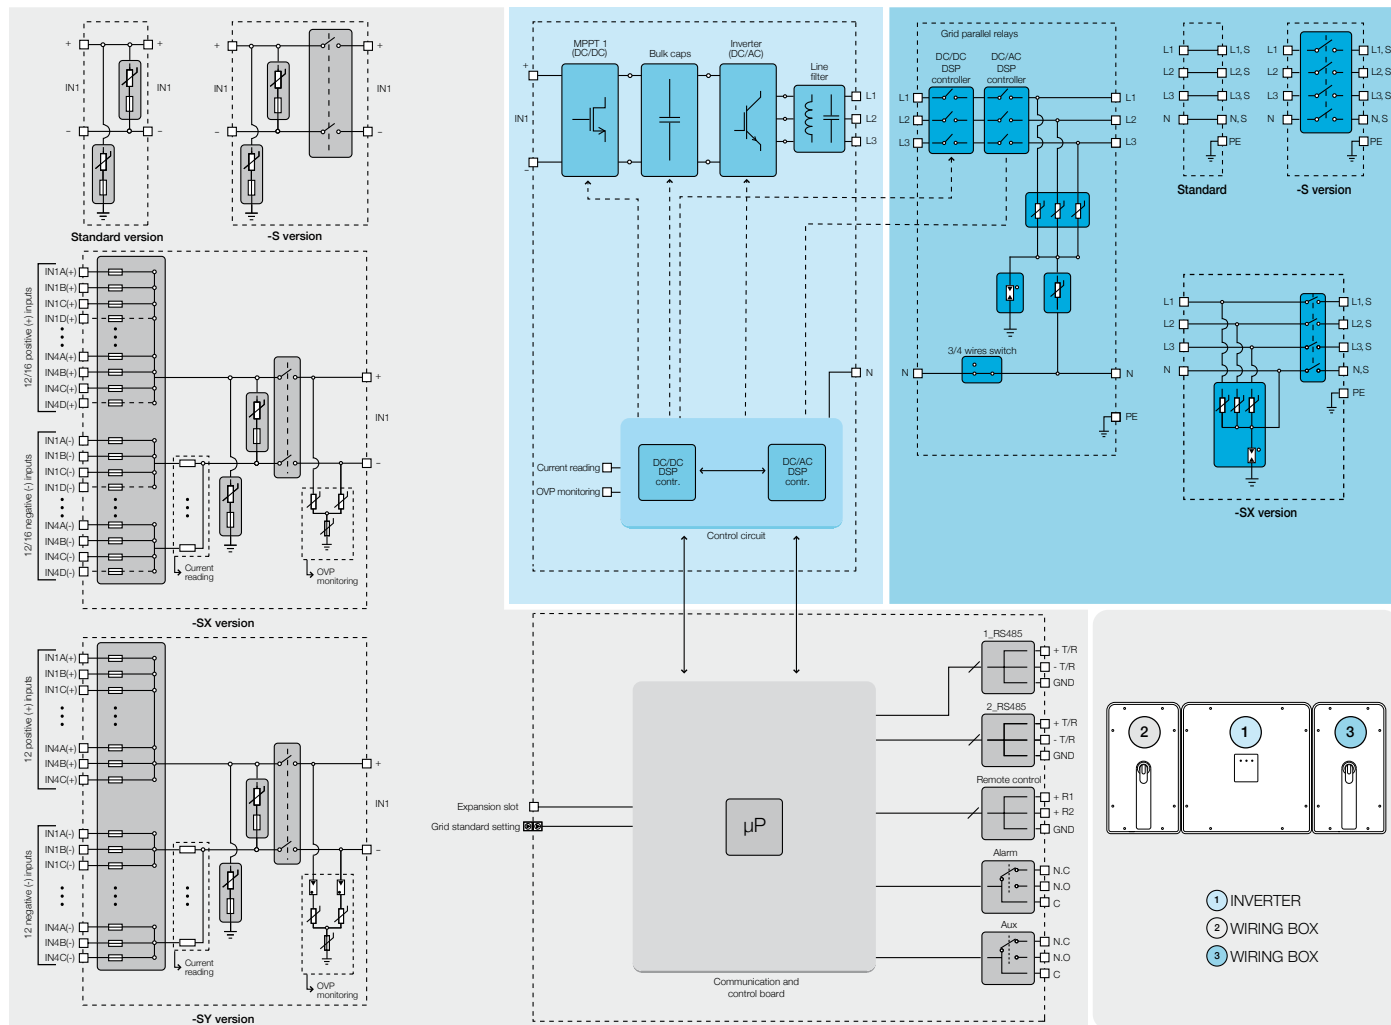 +
+
IN1
IN1
−
−
Standard version
+
+
IN1
IN1
−
−
-S version
12/16 positive (+) inputs
IN1A(+)
IN1B(+)
IN1C(+)
IN1D(+)
IN4A(+)
IN4B(+)
IN4C(+)
IN4D(+)
12/16 negative (-) inputs
IN1A(-)
IN1B(-)
IN1C(-)
IN1D(-)
IN4A(-)
IN4B(-)
IN4C(-)
IN4D(-)
Current
reading
OVP
monitoring
+
IN1
−
-SX version
12 positive (+) inputs
IN1A(+)
IN1B(+)
IN1C(+)
IN4A(+)
IN4B(+)
IN4C(+)
12 negative (-) inputs
IN1A(-)
IN1B(-)
IN1C(-)
IN4A(-)
IN4B(-)
IN4C(-)
Current
reading
OVP
monitoring
+
IN1
−
-SY version
MPPT 1
(DC/DC)
Bulk caps
Inverter
(DC/AC)
Line
filter
+
IN1
−
L1
L2
L3
N
Current reading
OVP monitoring
DC/DC
DSP
contr.
DC/AC
DSP
contr.
Control circuit
Grid parallel relays
DC/DC
DSP
controller
DC/AC
DSP
controller
L1
L2
L3
L1
L2
L3
3/4 wires switch
N
N
PE
L1
L2
L3
N
L1, S
L2, S
L3, S
N, S
PE
Standard
L1
L2
L3
N
L1, S
L2, S
L3, S
N, S
PE
-S version
L1
L2
L3
N
L1, S
L2, S
L3, S
N, S
PE
-SX version
Expansion slot
Grid standard setting
µP
Communication and
control board
1_RS485
+ T/R
- T/R
GND
2_RS485
+ T/R
- T/R
GND
Remote control
+ R1
+ R2
GND
Alarm
N.C
N.O
C
Aux
N.C
N.O
C
2
1
3
1 INVERTER
2 WIRING BOX
3 WIRING BOX